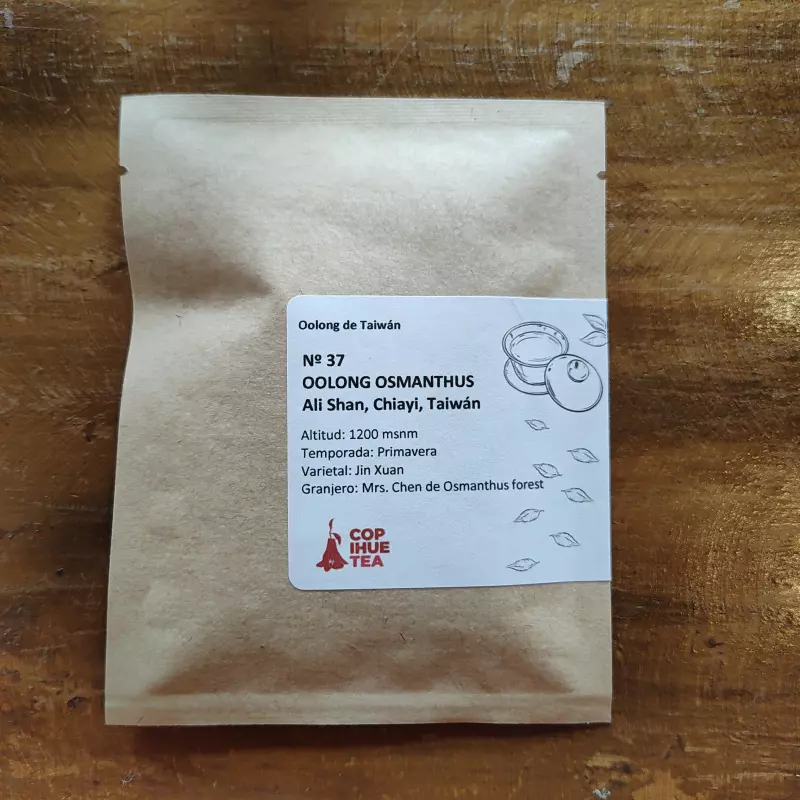 Oolong de Taiwán
Nº 37
OOLONG OSMANTHUS
Ali Shan, Chiayi, Taiwán
Altitud: 1200 msnm
Temporada: Primavera
Varietal: Jin Xuan
Granjero: Mrs. Chen de Osmanthus forest
COP
IHUE
TEA